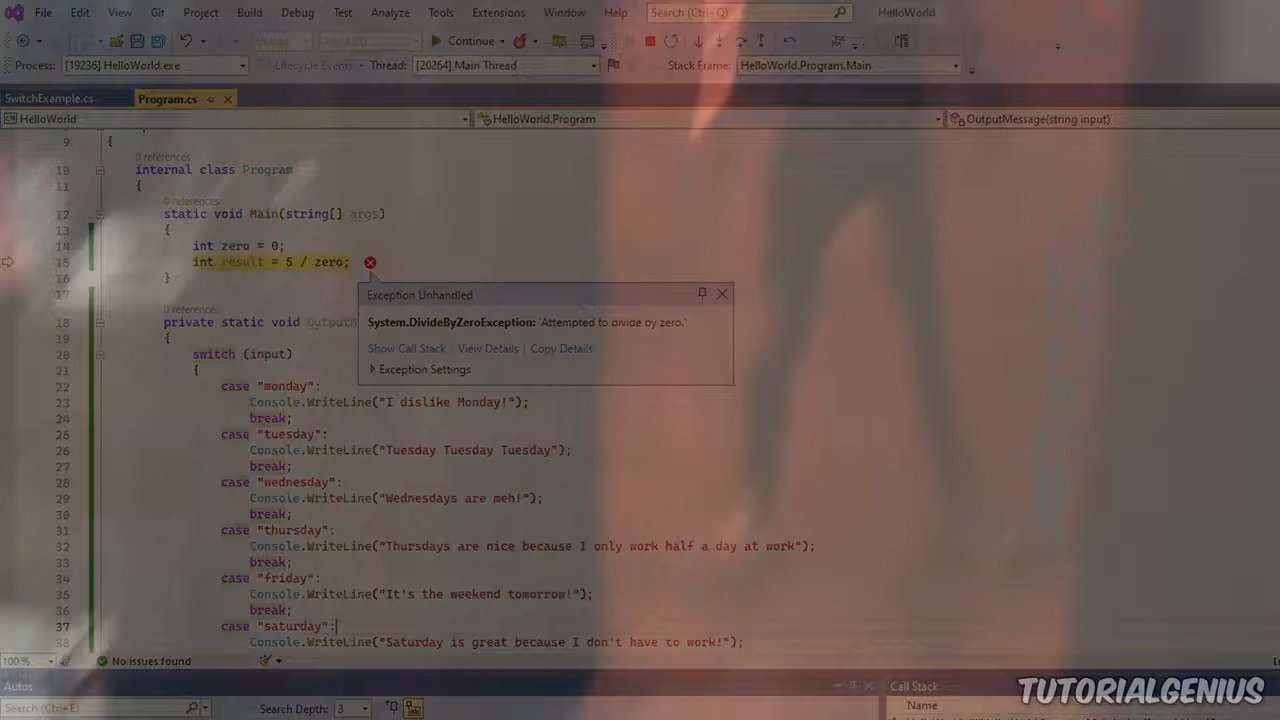 File Edit View Git Project Build Debug Test Analyze Tools Extensions Window Help Search (Ctrl+Q) HelloWorld
Continue
Process: [19236] HelloWorld.exe Lifecycle Events Thread: [20264] Main Thread Stack Frame: HelloWorld.Program.Main
SwitchExample.cs Program.cs
HelloWorld HelloWorld.Program OutputMessage(string input)
9 {
0 references
10 internal class Program
11 {
0 references
12 static void Main(string[] args)
13 {
14 int zero = 0;
15 int result = 5 / zero;
16 }
17
Exception Unhandled
System.DivideByZeroException: 'Attempted to divide by zero.'
Show Call Stack | View Details | Copy Details
Exception Settings
0 references
18 private static void OutputM
19 {
20 switch (input)
21 {
22 case "monday":
23 Console.WriteLine("I dislike Monday!");
24 break;
25 case "tuesday":
26 Console.WriteLine("Tuesday Tuesday Tuesday");
27 break;
28 case "wednesday":
29 Console.WriteLine("Wednesdays are meh!");
30 break;
31 case "thursday":
32 Console.WriteLine("Thursdays are nice because I only work half a day at work");
33 break;
34 case "friday":
35 Console.WriteLine("It's the weekend tomorrow!");
36 break;
37 case "saturday":
38 Console.WriteLine("Saturday is great because I don't have to work!");
100 % No issues found
Autos Call Stack
Search (Ctrl+E) Search Depth: 3 Name
TUTORIALGENIUS